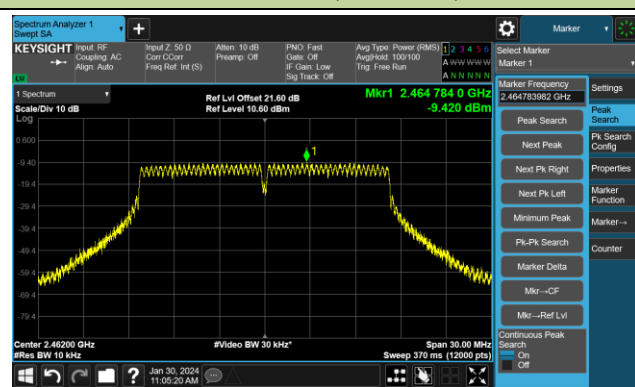 Spectrum Analyzer 1
Swept SA
Marker
KEYSIGHT
Input: RF
Coupling: AC
Align: Auto
Input Z: 50 Ω
Corr CCorr
Freq Ref: Int (S)
Atten: 10 dB
Preamp: Off
PNO: Fast
Gate: Off
IF Gain: Low
Sig Track: Off
Avg Type: Power (RMS)
Avg|Hold: 100/100
Trig: Free Run
1 2 3 4 5 6
A W W W W W
A N N N N N
LW
Select Marker
Marker 1
1 Spectrum
Scale/Div 10 dB
Log
Ref Lvl Offset 21.60 dB
Ref Level 10.60 dBm
Mkr1 2.464 784 0 GHz
-9.420 dBm
1
0.600
-9.40
-19.4
-29.4
-39.4
-49.4
-59.4
-69.4
-79.4
Center 2.46200 GHz
#Res BW 10 kHz
#Video BW 30 kHz*
Span 30.00 MHz
Sweep 370 ms (12000 pts)
Marker Frequency
2.464783982 GHz
Peak Search
Next Peak
Next Pk Right
Next Pk Left
Minimum Peak
Pk-Pk Search
Marker Delta
Mkr→CF
Mkr→Ref Lvl
Continuous Peak
Search
On
Off
Settings
Peak
Search
Pk Search
Config
Properties
Marker
Function
Marker→
Counter
?
Jan 30, 2024
11:05:20 AM